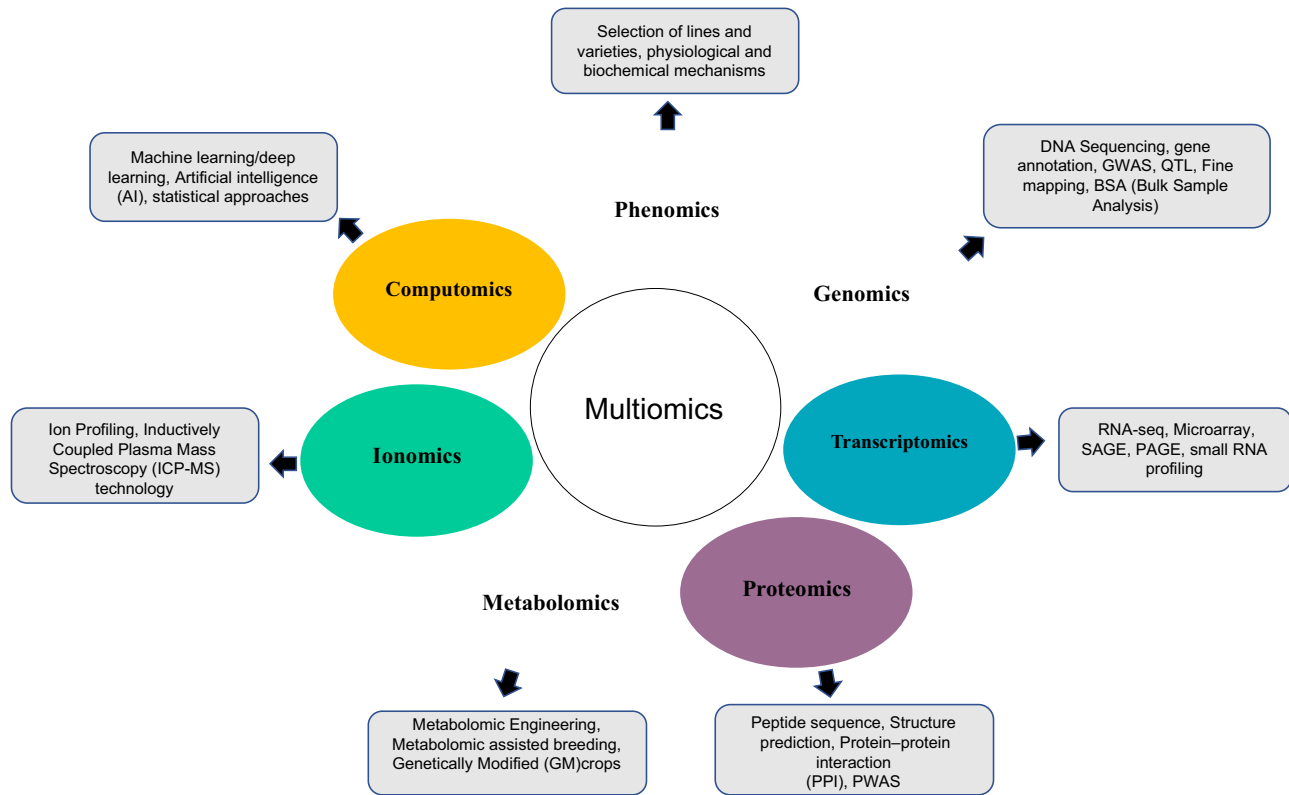 Selection of lines and
varieties, physiological and
biochemical mechanisms
Machine learning/deep
learning, Artificial intelligence
(AI), statistical approaches
DNA Sequencing, gene
annotation, GWAS, QTL, Fine
mapping, BSA (Bulk Sample
Analysis)
Phenomics
Computomics
Genomics
Multiomics
Ion Profiling, Inductively
Coupled Plasma Mass
Spectroscopy (ICP-MS)
technology
Ionomics
Transcriptomics
RNA-seq, Microarray,
SAGE, PAGE, small RNA
profiling
Metabolomics
Proteomics
Metabolomic Engineering,
Metabolomic assisted breeding,
Genetically Modified (GM)crops
Peptide sequence, Structure
prediction, Protein–protein
interaction
(PPI), PWAS